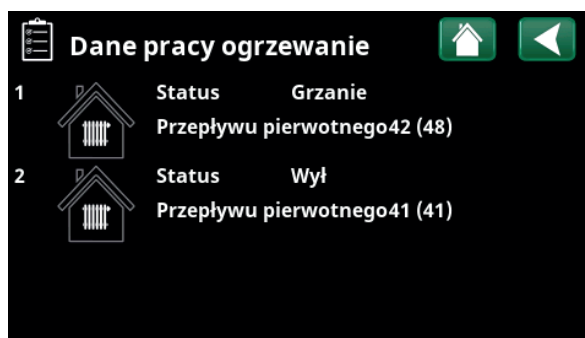 Dane pracy ogrzewanie
1 Status Grzanie
Przepływu pierwotnego42 (48)
2 Status Wył
Przepływu pierwotnego41 (41)